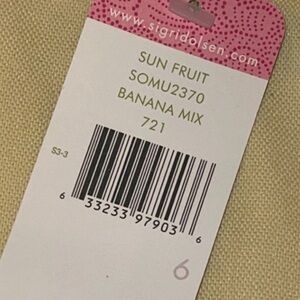 www.sigridolsen.com
SUN FRUIT
SOMU2370
BANANA MIX
721
S3-3
6 33233 97903 6
6